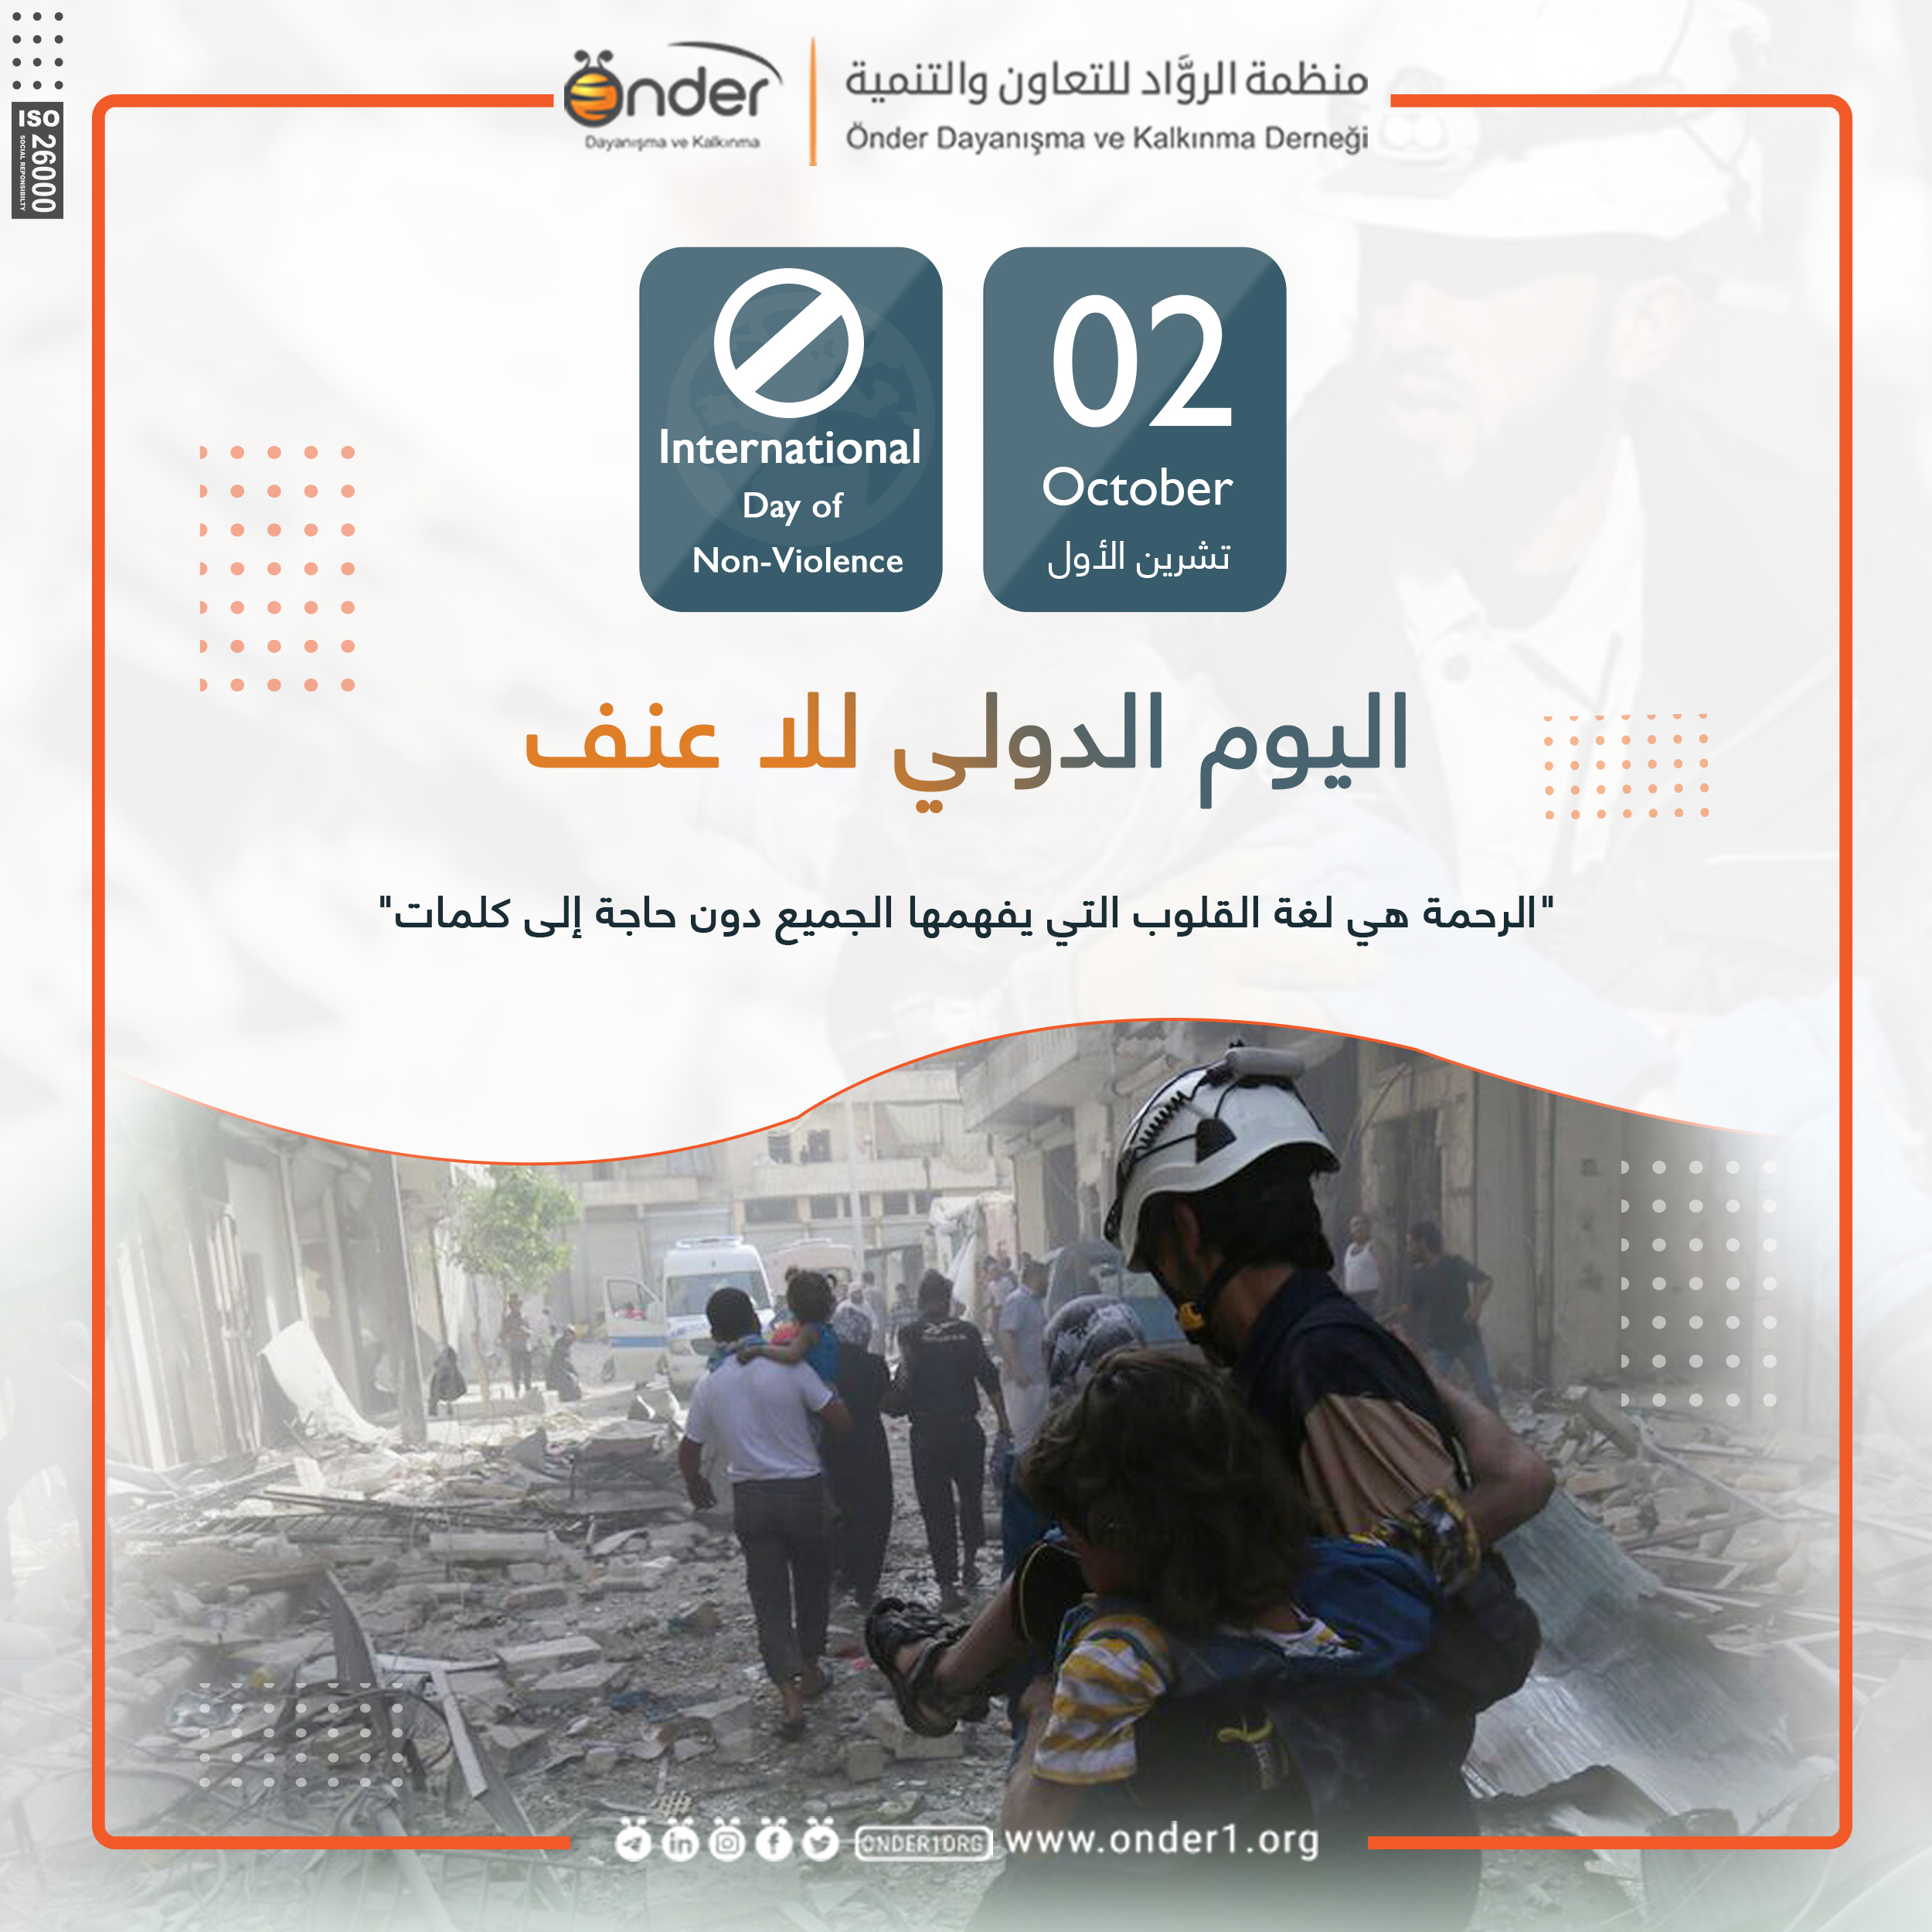 ISO
26000
SOCIAL REPONSIBILTY
önder
Dayanışma ve Kalkınma
منظمة الروَّاد للتعاون والتنمية
Önder Dayanışma ve Kalkınma Derneği
02
October
تشرين الأول
International
Day of
Non-Violence
اليوم الدولي للا عنف
"الرحمة هي لغة القلوب التي يفهمها الجميع دون حاجة إلى كلمات"
ONDER1ORG www.onder1.org